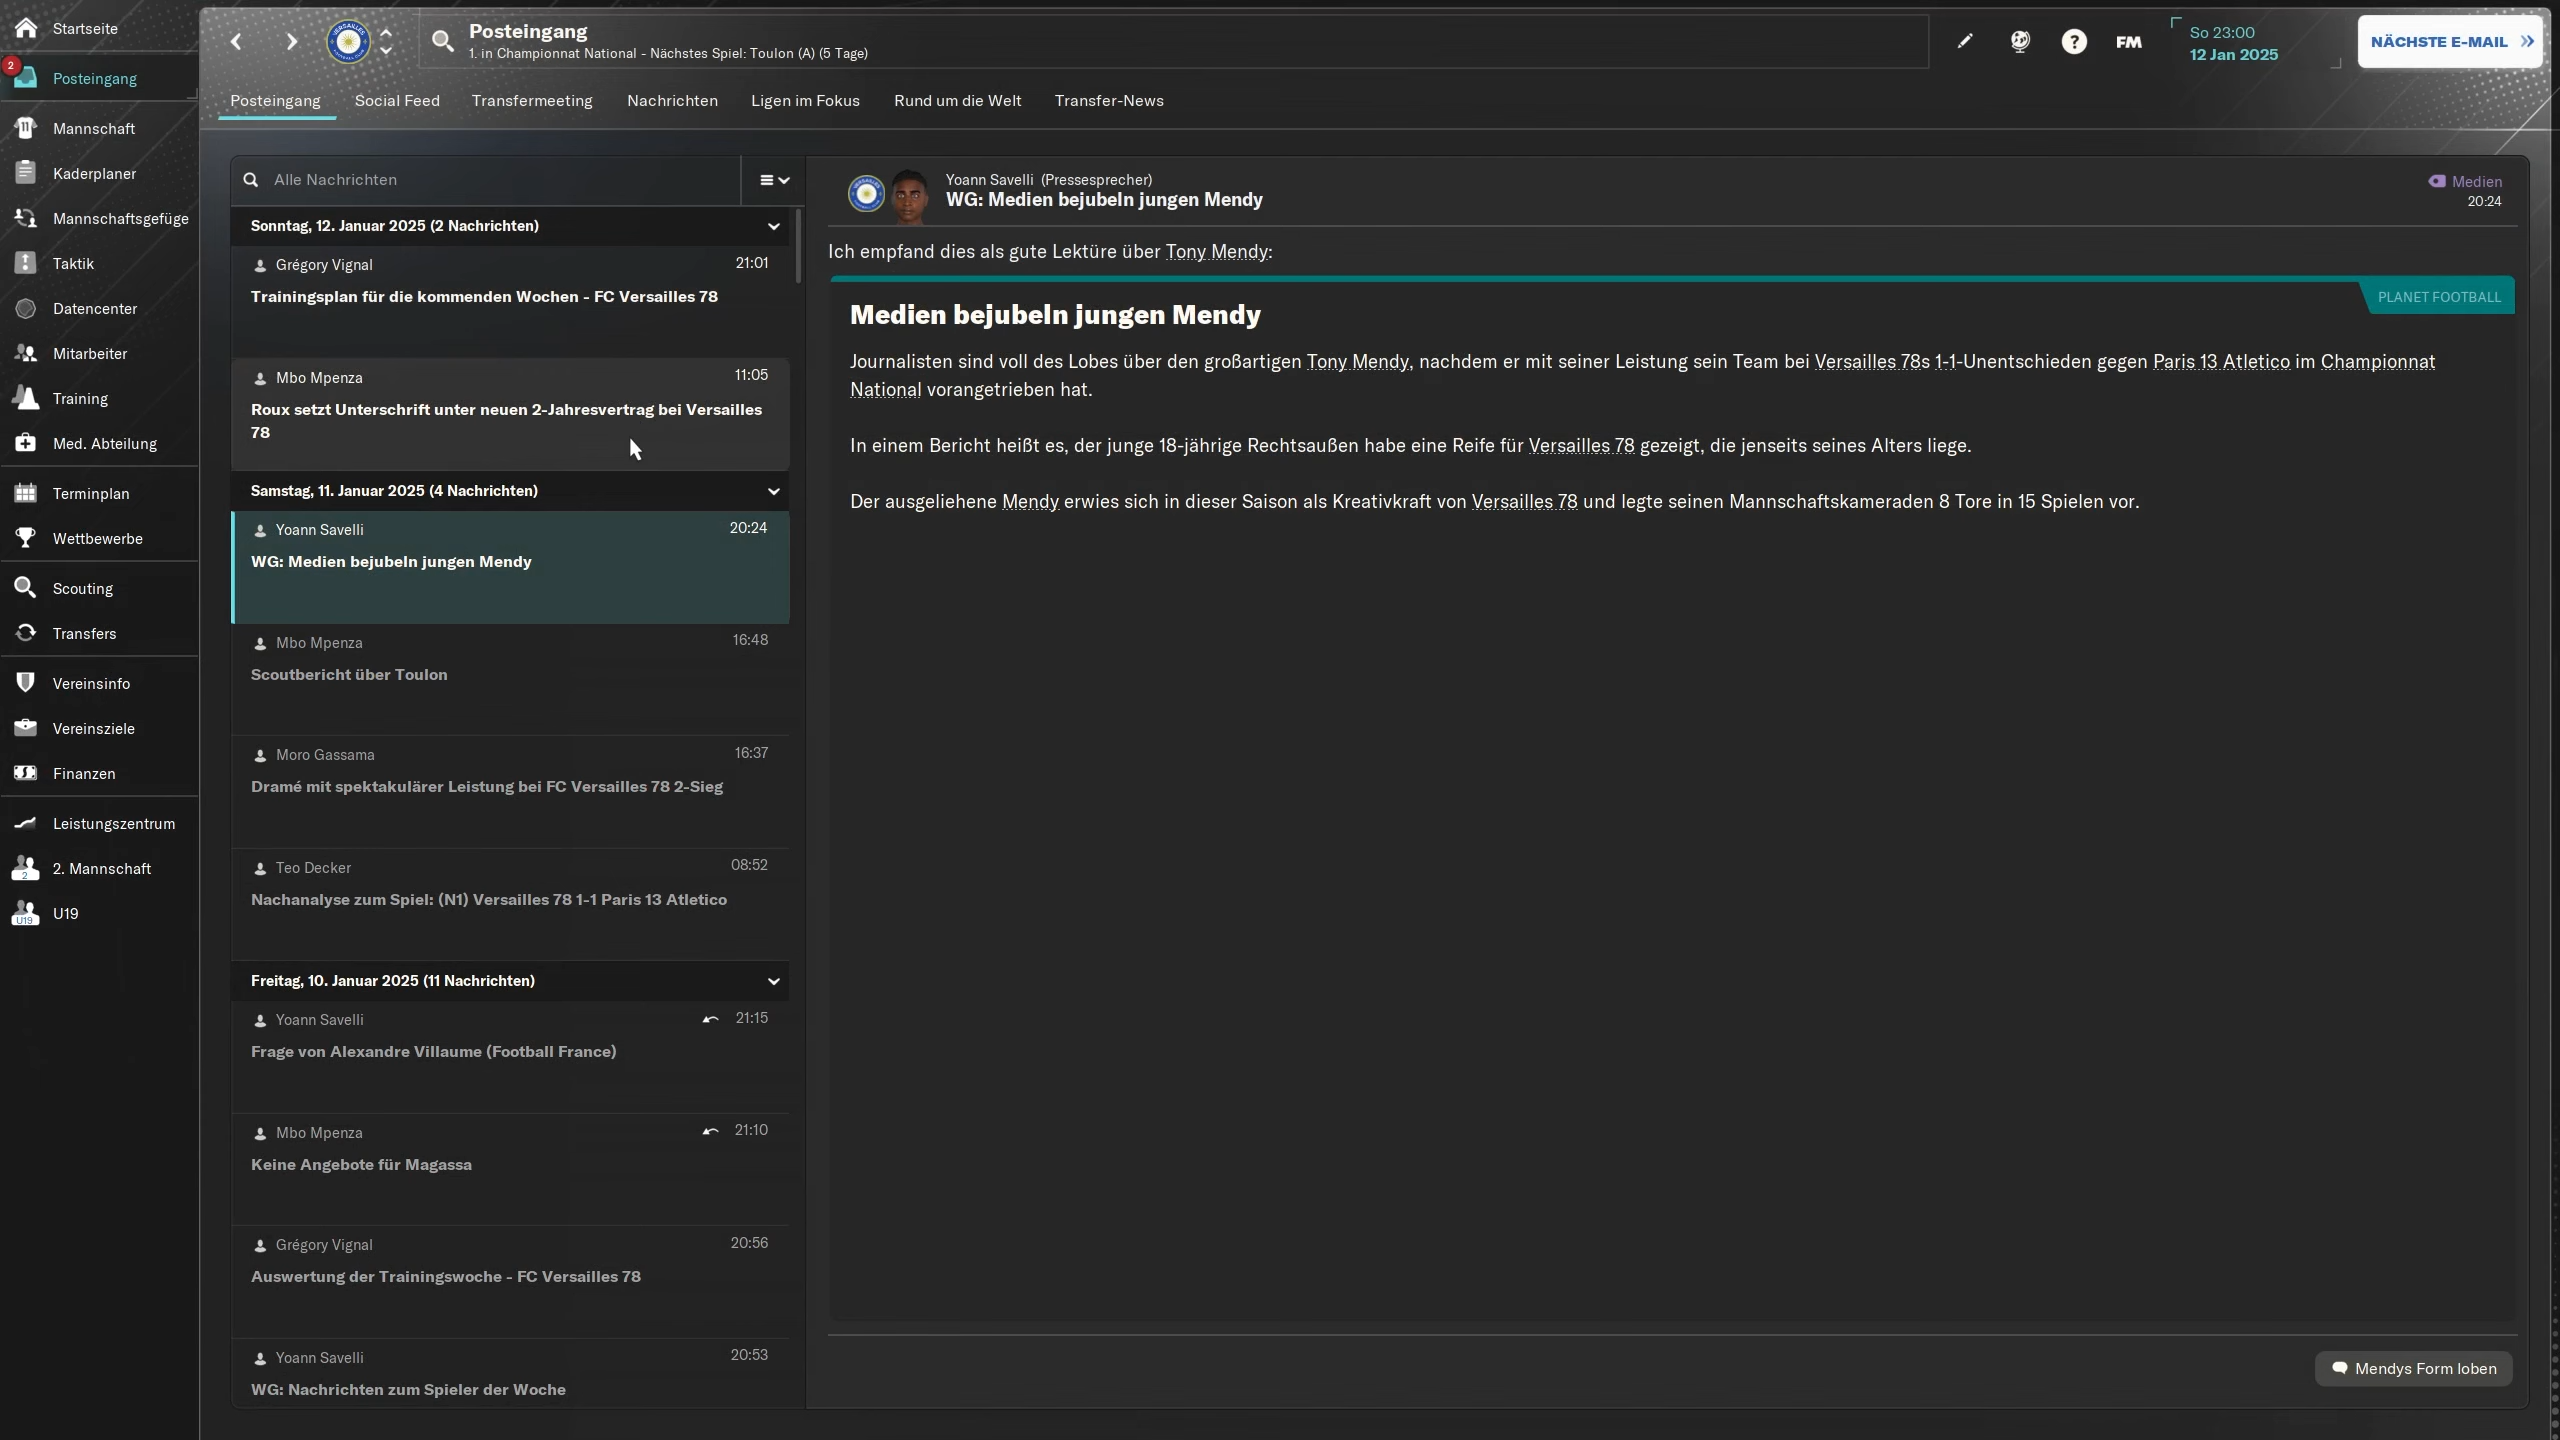 Startseite
2
Posteingang
Mannschaft
Kaderplaner
Mannschaftsgefüge
Taktik
Datencenter
Mitarbeiter
Training
Med. Abteilung
Terminplan
Wettbewerbe
Scouting
Transfers
Vereinsinfo
Vereinsziele
Finanzen
Leistungszentrum
2
2. Mannschaft
U19
U19
Posteingang
1. in Championnat National - Nächstes Spiel: Toulon (A) (5 Tage)
?
FM
So 23:00
12 Jan 2025
NÄCHSTE E-MAIL
Posteingang
Social Feed
Transfermeeting
Nachrichten
Ligen im Fokus
Rund um die Welt
Transfer-News
Alle Nachrichten
Sonntag, 12. Januar 2025 (2 Nachrichten)
Grégory Vignal 21:01
Trainingsplan für die kommenden Wochen - FC Versailles 78
Mbo Mpenza 11:05
Roux setzt Unterschrift unter neuen 2-Jahresvertrag bei Versailles
78
Samstag, 11. Januar 2025 (4 Nachrichten)
Yoann Savelli 20:24
WG: Medien bejubeln jungen Mendy
Mbo Mpenza 16:48
Scoutbericht über Toulon
Moro Gassama 16:37
Dramé mit spektakulärer Leistung bei FC Versailles 78 2-Sieg
Teo Decker 08:52
Nachanalyse zum Spiel: (N1) Versailles 78 1-1 Paris 13 Atletico
Freitag, 10. Januar 2025 (11 Nachrichten)
Yoann Savelli 21:15
Frage von Alexandre Villaume (Football France)
Mbo Mpenza 21:10
Keine Angebote für Magassa
Grégory Vignal 20:56
Auswertung der Trainingswoche - FC Versailles 78
Yoann Savelli 20:53
WG: Nachrichten zum Spieler der Woche
Yoann Savelli (Pressesprecher)
WG: Medien bejubeln jungen Mendy
Medien
20:24
Ich empfand dies als gute Lektüre über Tony Mendy:
PLANET FOOTBALL
Medien bejubeln jungen Mendy
Journalisten sind voll des Lobes über den großartigen Tony Mendy, nachdem er mit seiner Leistung sein Team bei Versailles 78s 1-1-Unentschieden gegen Paris 13 Atletico im Championnat
National vorangetrieben hat.
In einem Bericht heißt es, der junge 18-jährige Rechtsaußen habe eine Reife für Versailles 78 gezeigt, die jenseits seines Alters liege.
Der ausgeliehene Mendy erwies sich in dieser Saison als Kreativkraft von Versailles 78 und legte seinen Mannschaftskameraden 8 Tore in 15 Spielen vor.
Mendys Form loben